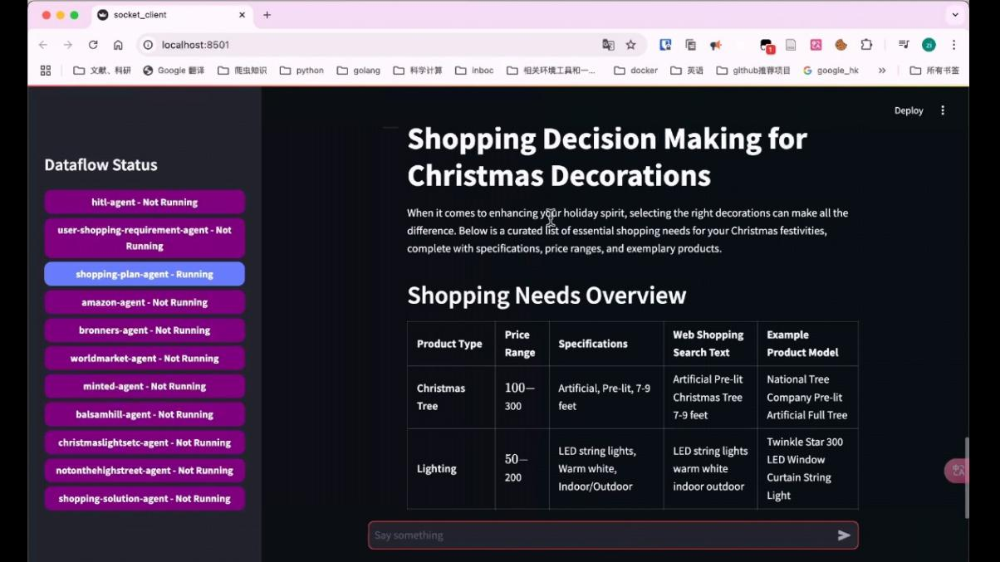 socket_client
localhost:8501
1
zi
文献、科研
Google 翻译
爬虫知识
python
golang
科学计算
inboc
相关环境工具和一...
docker
英语
github推荐项目
google_hk
所有书签
Deploy
Dataflow Status
hitl-agent - Not Running
user-shopping-requirement-agent - Not
Running
shopping-plan-agent - Running
amazon-agent - Not Running
bronners-agent - Not Running
worldmarket-agent - Not Running
minted-agent - Not Running
balsamhill-agent - Not Running
christmaslightsetc-agent - Not Running
notonthehighstreet-agent - Not Running
shopping-solution-agent - Not Running
Shopping Decision Making for
Christmas Decorations
When it comes to enhancing your holiday spirit, selecting the right decorations can make all the
difference. Below is a curated list of essential shopping needs for your Christmas festivities,
complete with specifications, price ranges, and exemplary products.
Shopping Needs Overview
Product Type
Price
Range
Specifications
Web Shopping
Search Text
Example
Product Model
Christmas
Tree
100−
300
Artificial, Pre-lit, 7-9
feet
Artificial Pre-lit
Christmas Tree
7-9 feet
National Tree
Company Pre-lit
Artificial Full Tree
Lighting
50−
200
LED string lights,
Warm white,
Indoor/Outdoor
LED string lights
warm white
indoor outdoor
Twinkle Star 300
LED Window
Curtain String
Light
Say something